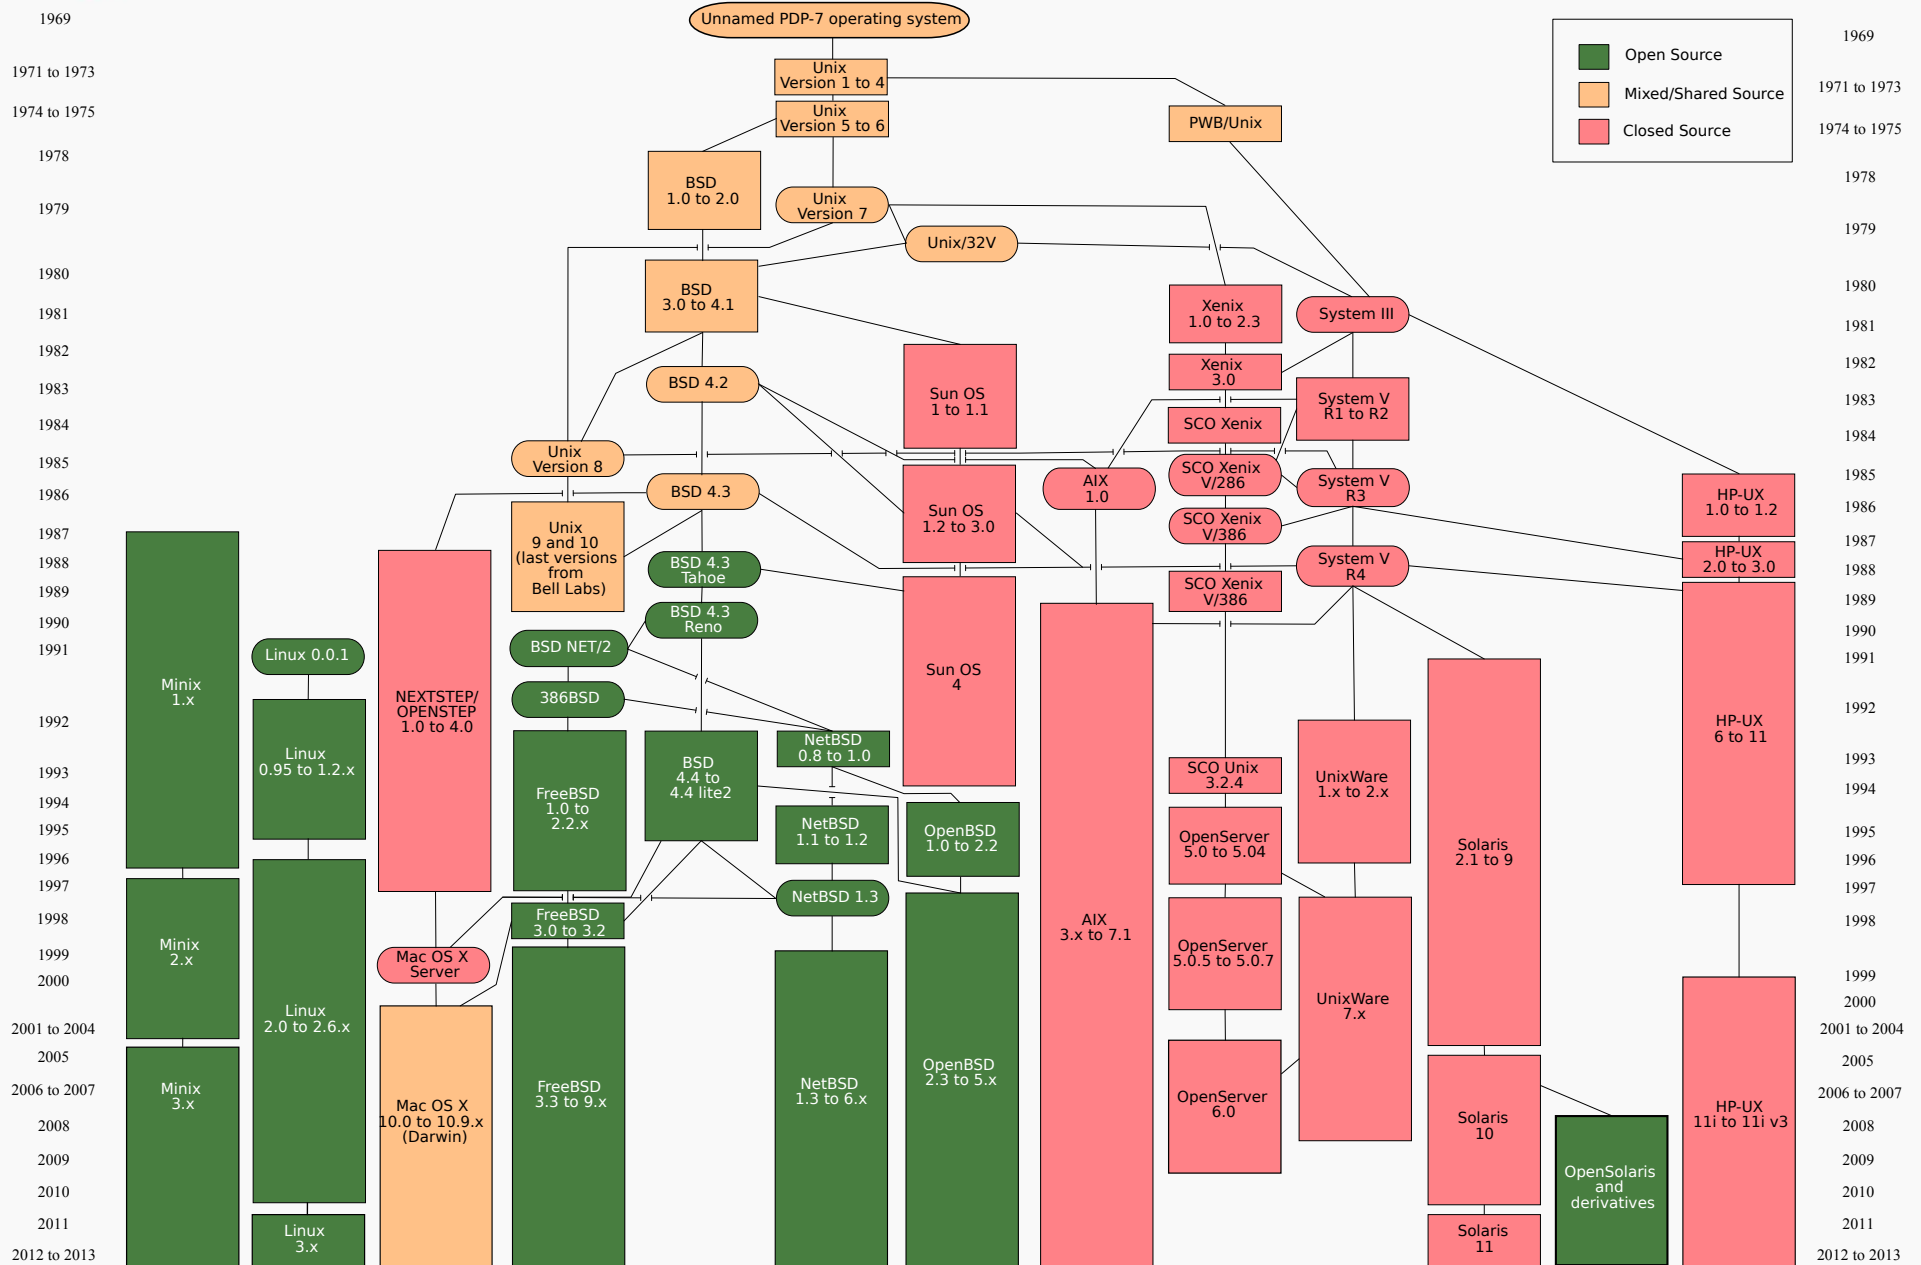 1969
1971 to 1973
1974 to 1975
1978
1979
1980
1981
1982
1983
1984
1985
1986
1987
1988
1989
1990
1991
1992
1993
1994
1995
1996
1997
1998
1999
2000
2001 to 2004
2005
2006 to 2007
2008
2009
2010
2011
2012 to 2013
Unnamed PDP-7 operating system
Unix
Version 1 to 4
Unix
Version 5 to 6
PWB/Unix
BSD
1.0 to 2.0
Unix
Version 7
Unix/32V
BSD
3.0 to 4.1
Xenix
1.0 to 2.3
System III
Xenix
3.0
BSD 4.2
Sun OS
1 to 1.1
System V
R1 to R2
SCO Xenix
Unix
Version 8
SCO Xenix
V/286
AIX
1.0
System V
R3
BSD 4.3
Sun OS
1.2 to 3.0
HP-UX
1.0 to 1.2
SCO Xenix
V/386
Unix
9 and 10
(last versions
from
Bell Labs)
HP-UX
2.0 to 3.0
BSD 4.3
Tahoe
System V
R4
SCO Xenix
V/386
BSD 4.3
Reno
BSD NET/2
Linux 0.0.1
Minix
1.x
Sun OS
4
386BSD
NEXTSTEP/
OPENSTEP
1.0 to 4.0
HP-UX
6 to 11
Linux
0.95 to 1.2.x
NetBSD
0.8 to 1.0
BSD
4.4 to
4.4 lite2
SCO Unix
3.2.4
UnixWare
1.x to 2.x
FreeBSD
1.0 to
2.2.x
NetBSD
1.1 to 1.2
OpenBSD
1.0 to 2.2
OpenServer
5.0 to 5.04
Solaris
2.1 to 9
NetBSD 1.3
FreeBSD
3.0 to 3.2
AIX
3.x to 7.1
Minix
2.x
Mac OS X
Server
OpenServer
5.0.5 to 5.0.7
UnixWare
7.x
Linux
2.0 to 2.6.x
OpenBSD
2.3 to 5.x
Minix
3.x
FreeBSD
3.3 to 9.x
NetBSD
1.3 to 6.x
Mac OS X
10.0 to 10.9.x
(Darwin)
OpenServer
6.0
Solaris
10
HP-UX
11i to 11i v3
OpenSolaris
and
derivatives
Linux
3.x
Solaris
11
Open Source
Mixed/Shared Source
Closed Source
1969
1971 to 1973
1974 to 1975
1978
1979
1980
1981
1982
1983
1984
1985
1986
1987
1988
1989
1990
1991
1992
1993
1994
1995
1996
1997
1998
1999
2000
2001 to 2004
2005
2006 to 2007
2008
2009
2010
2011
2012 to 2013